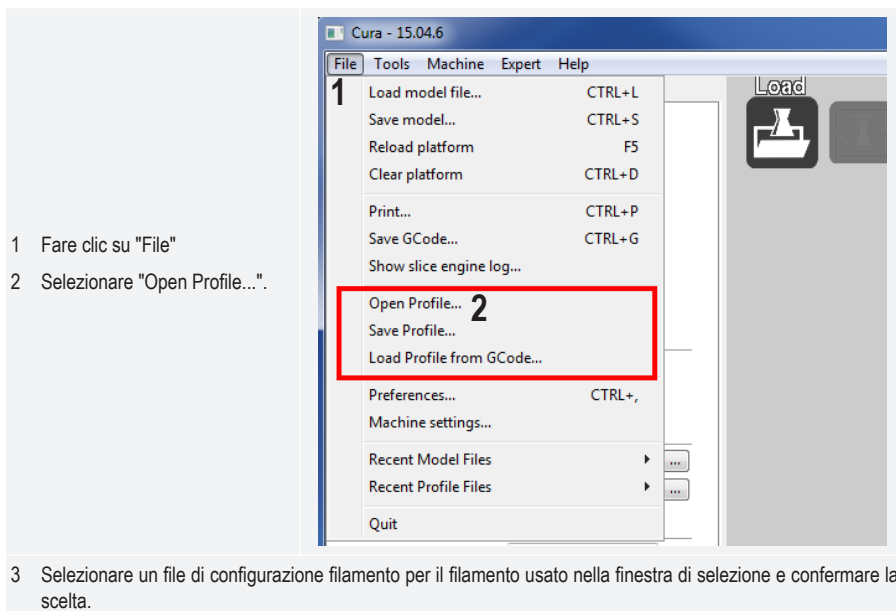 Cura - 15.04.6
File Tools Machine Expert Help
1
Load model file... CTRL+L
Save model... CTRL+S
Reload platform F5
Clear platform CTRL+D
Print... CTRL+P
Save GCode... CTRL+G
Show slice engine log...
Open Profile... 2
Save Profile...
Load Profile from GCode...
Preferences... CTRL+,
Machine settings...
Recent Model Files ...
Recent Profile Files ...
Quit
Load
1 Fare clic su "File"
2 Selezionare "Open Profile...".
3 Selezionare un file di configurazione filamento per il filamento usato nella finestra di selezione e confermare la
scelta.